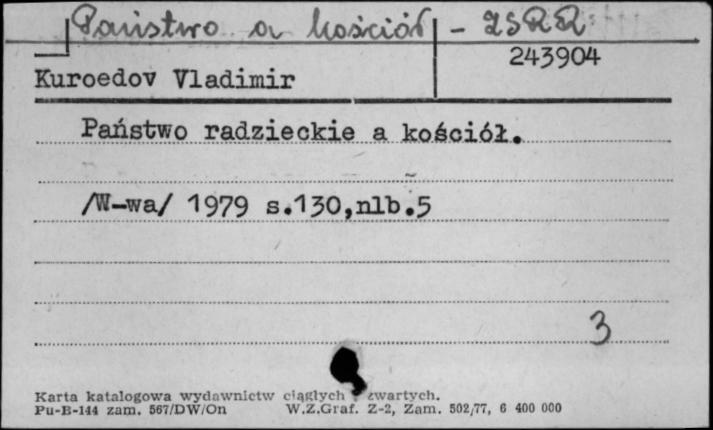 Państwo a kościół - ZSRR
243904
Kuroedov Vladimir
Państwo radzieckie a kościół.
/W-wa/ 1979 s.130,nlb.5
3
Karta katalogowa wydawnictw ciągłych i zwartych.
Pu-B-144 zam. 567/DW/On W.Z.Graf. Z-2, Zam. 502/77, 6 400 000